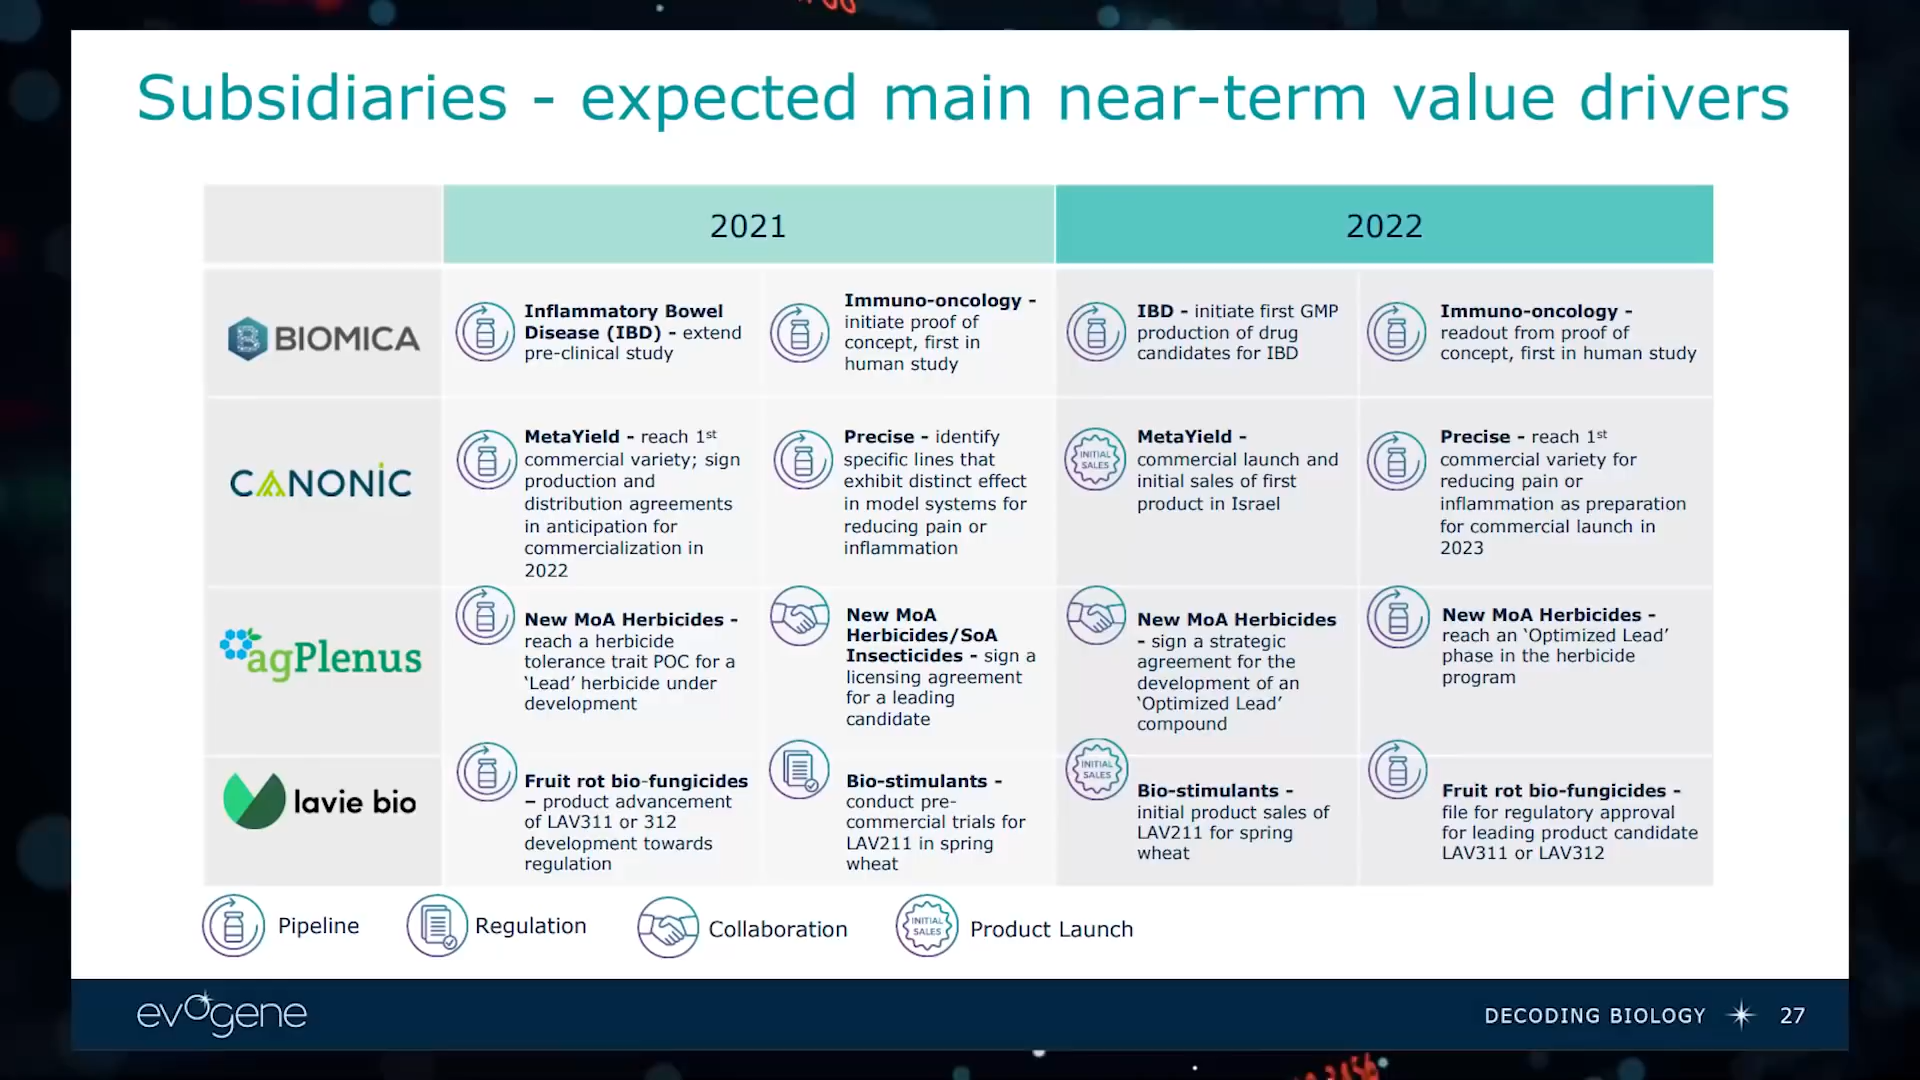 Subsidiaries - expected main near-term value drivers
2021
2022
BIOMICA
Inflammatory Bowel
Disease (IBD) - extend
pre-clinical study
Immuno-oncology -
initiate proof of
concept, first in
human study
IBD - initiate first GMP
production of drug
candidates for IBD
Immuno-oncology -
readout from proof of
concept, first in human study
CANONIC
MetaYield - reach 1st
commercial variety; sign
production and
distribution agreements
in anticipation for
commercialization in
2022
Precise - identify
specific lines that
exhibit distinct effect
in model systems for
reducing pain or
inflammation
INITIAL
SALES
MetaYield -
commercial launch and
initial sales of first
product in Israel
Precise - reach 1st
commercial variety for
reducing pain or
inflammation as preparation
for commercial launch in
2023
agPlenus
New MoA Herbicides -
reach a herbicide
tolerance trait POC for a
‘Lead’ herbicide under
development
New MoA
Herbicides/SoA
Insecticides - sign a
licensing agreement
for a leading
candidate
New MoA Herbicides
- sign a strategic
agreement for the
development of an
‘Optimized Lead’
compound
New MoA Herbicides -
reach an ‘Optimized Lead’
phase in the herbicide
program
lavie bio
Fruit rot bio-fungicides
– product advancement
of LAV311 or 312
development towards
regulation
Bio-stimulants -
conduct pre-
commercial trials for
LAV211 in spring
wheat
INITIAL
SALES
Bio-stimulants -
initial product sales of
LAV211 for spring
wheat
Fruit rot bio-fungicides -
file for regulatory approval
for leading product candidate
LAV311 or LAV312
Pipeline
Regulation
Collaboration
INITIAL
SALES
Product Launch
evogene
DECODING BIOLOGY
27